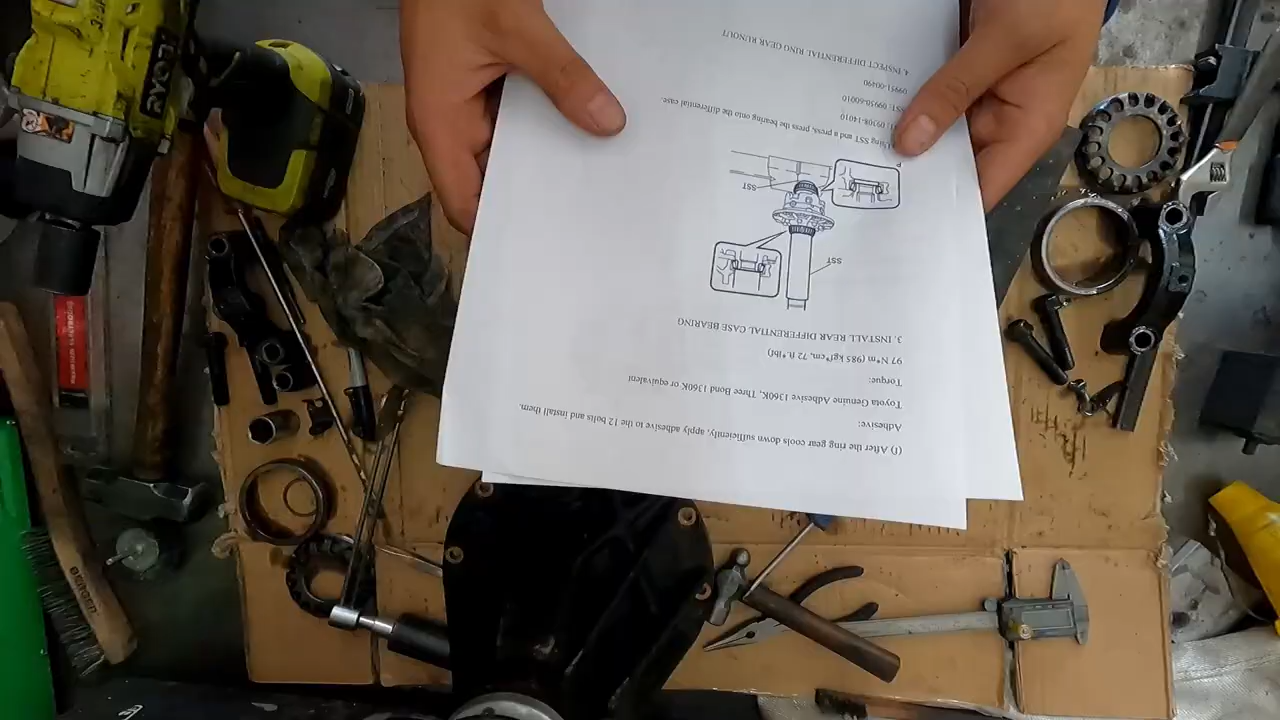 (f) After the ring gear cools down sufficiently, apply adhesive to the 12 bolts and install them.
Adhesive:
Toyota Genuine Adhesive 1360K, Three Bond 1360K or equivalent
Torque:
97 N*m (985 kgf*cm, 72 ft.*lbf)
3. INSTALL REAR DIFFERENTIAL CASE BEARING
SST
SST
Using SST and a press, press the bearing onto the differential case.
09950-60010
09951-00490
4. INSPECT DIFFERENTIAL RING GEAR RUNOUT
RYOBI